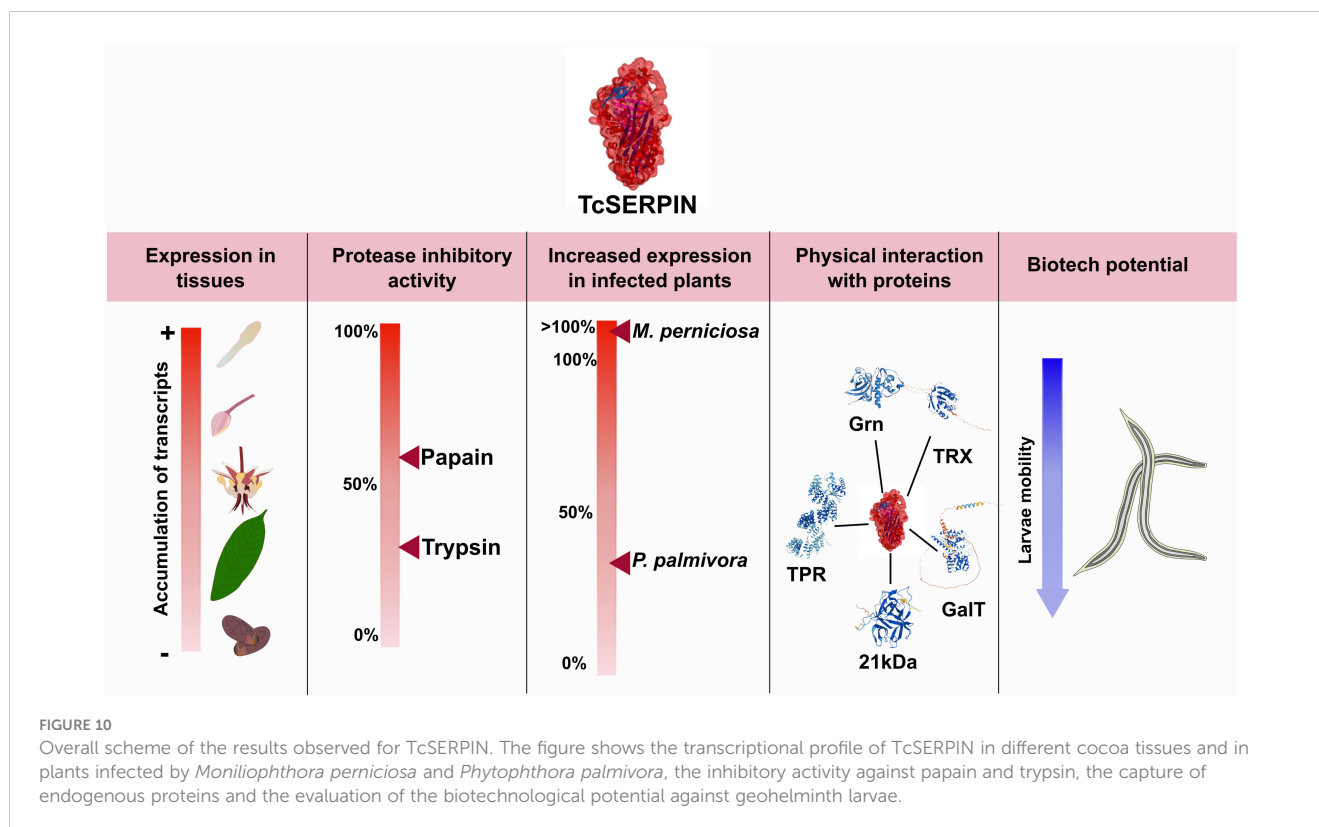 TcSERPIN
Expression in
tissues
Protease inhibitory
activity
Increased expression
in infected plants
Physical interaction
with proteins
Biotech potential
+
Accumulation of transcripts
-
100%
Papain
50%
Trypsin
0%
>100%
M. perniciosa
100%
50%
P. palmivora
0%
Grn
TRX
TPR
GalT
21kDa
Larvae mobility
FIGURE 10
Overall scheme of the results observed for TcSERPIN. The figure shows the transcriptional profile of TcSERPIN in different cocoa tissues and in
plants infected by Moniliophthora perniciosa and Phytophthora palmivora, the inhibitory activity against papain and trypsin, the capture of
endogenous proteins and the evaluation of the biotechnological potential against geohelminth larvae.